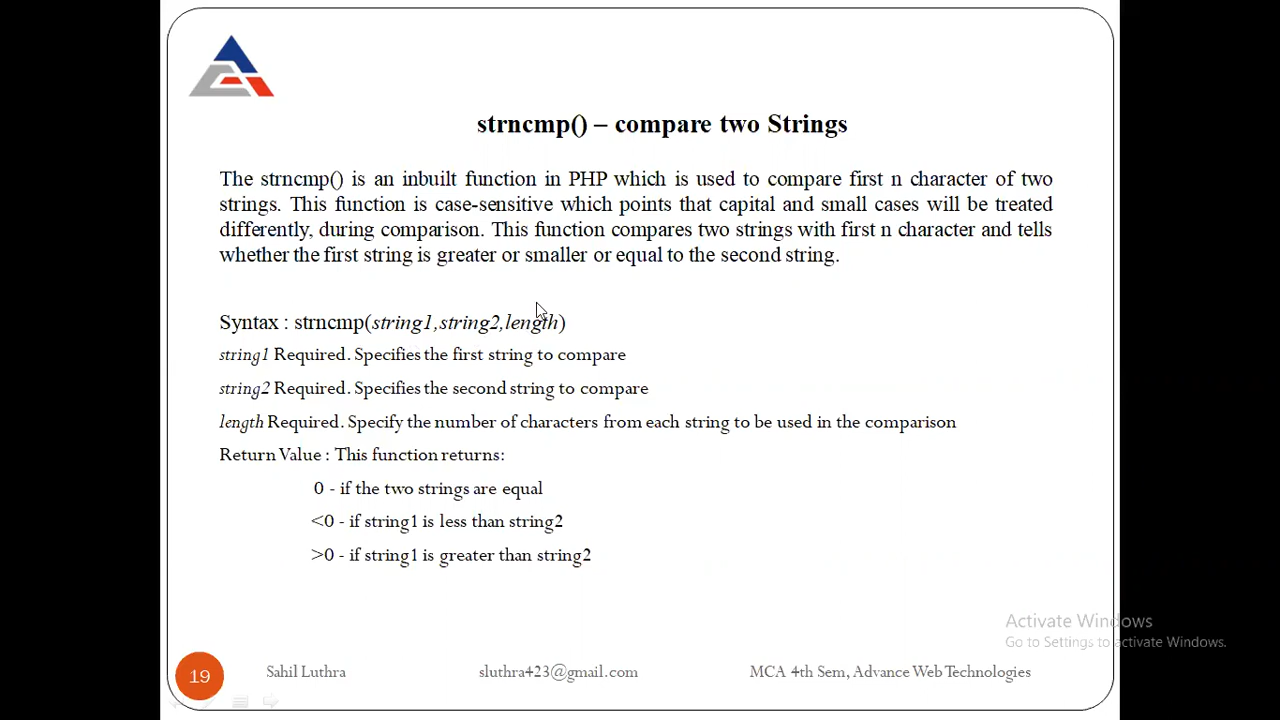 strncmp() – compare two Strings
The strncmp() is an inbuilt function in PHP which is used to compare first n character of two
strings. This function is case-sensitive which points that capital and small cases will be treated
differently, during comparison. This function compares two strings with first n character and tells
whether the first string is greater or smaller or equal to the second string.
Syntax : strncmp(string1,string2,length)
string1 Required. Specifies the first string to compare
string2 Required. Specifies the second string to compare
length Required. Specify the number of characters from each string to be used in the comparison
Return Value : This function returns:
0 - if the two strings are equal
<0 - if string1 is less than string2
>0 - if string1 is greater than string2
Activate Windows
Go to Settings to activate Windows.
19 Sahil Luthra sluthra423@gmail.com MCA 4th Sem, Advance Web Technologies